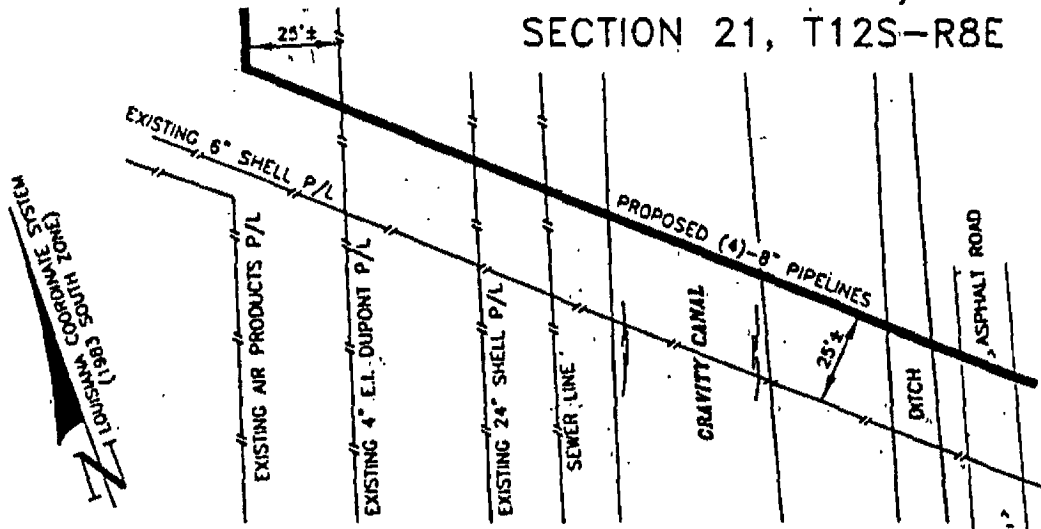 SECTION 21, T12S-R8E
25'±
EXISTING 6" SHELL P/L
PROPOSED (4)-8" PIPELINES
LOUISIANA COORDINATE SYSTEM
(1983 SOUTH ZONE)
EXISTING AIR PRODUCTS P/L
EXISTING 4" E.I. DUPONT P/L
EXISTING 24" SHELL P/L
SEWER LINE
GRAVITY CANAL
25'±
DITCH
ASPHALT ROAD
N